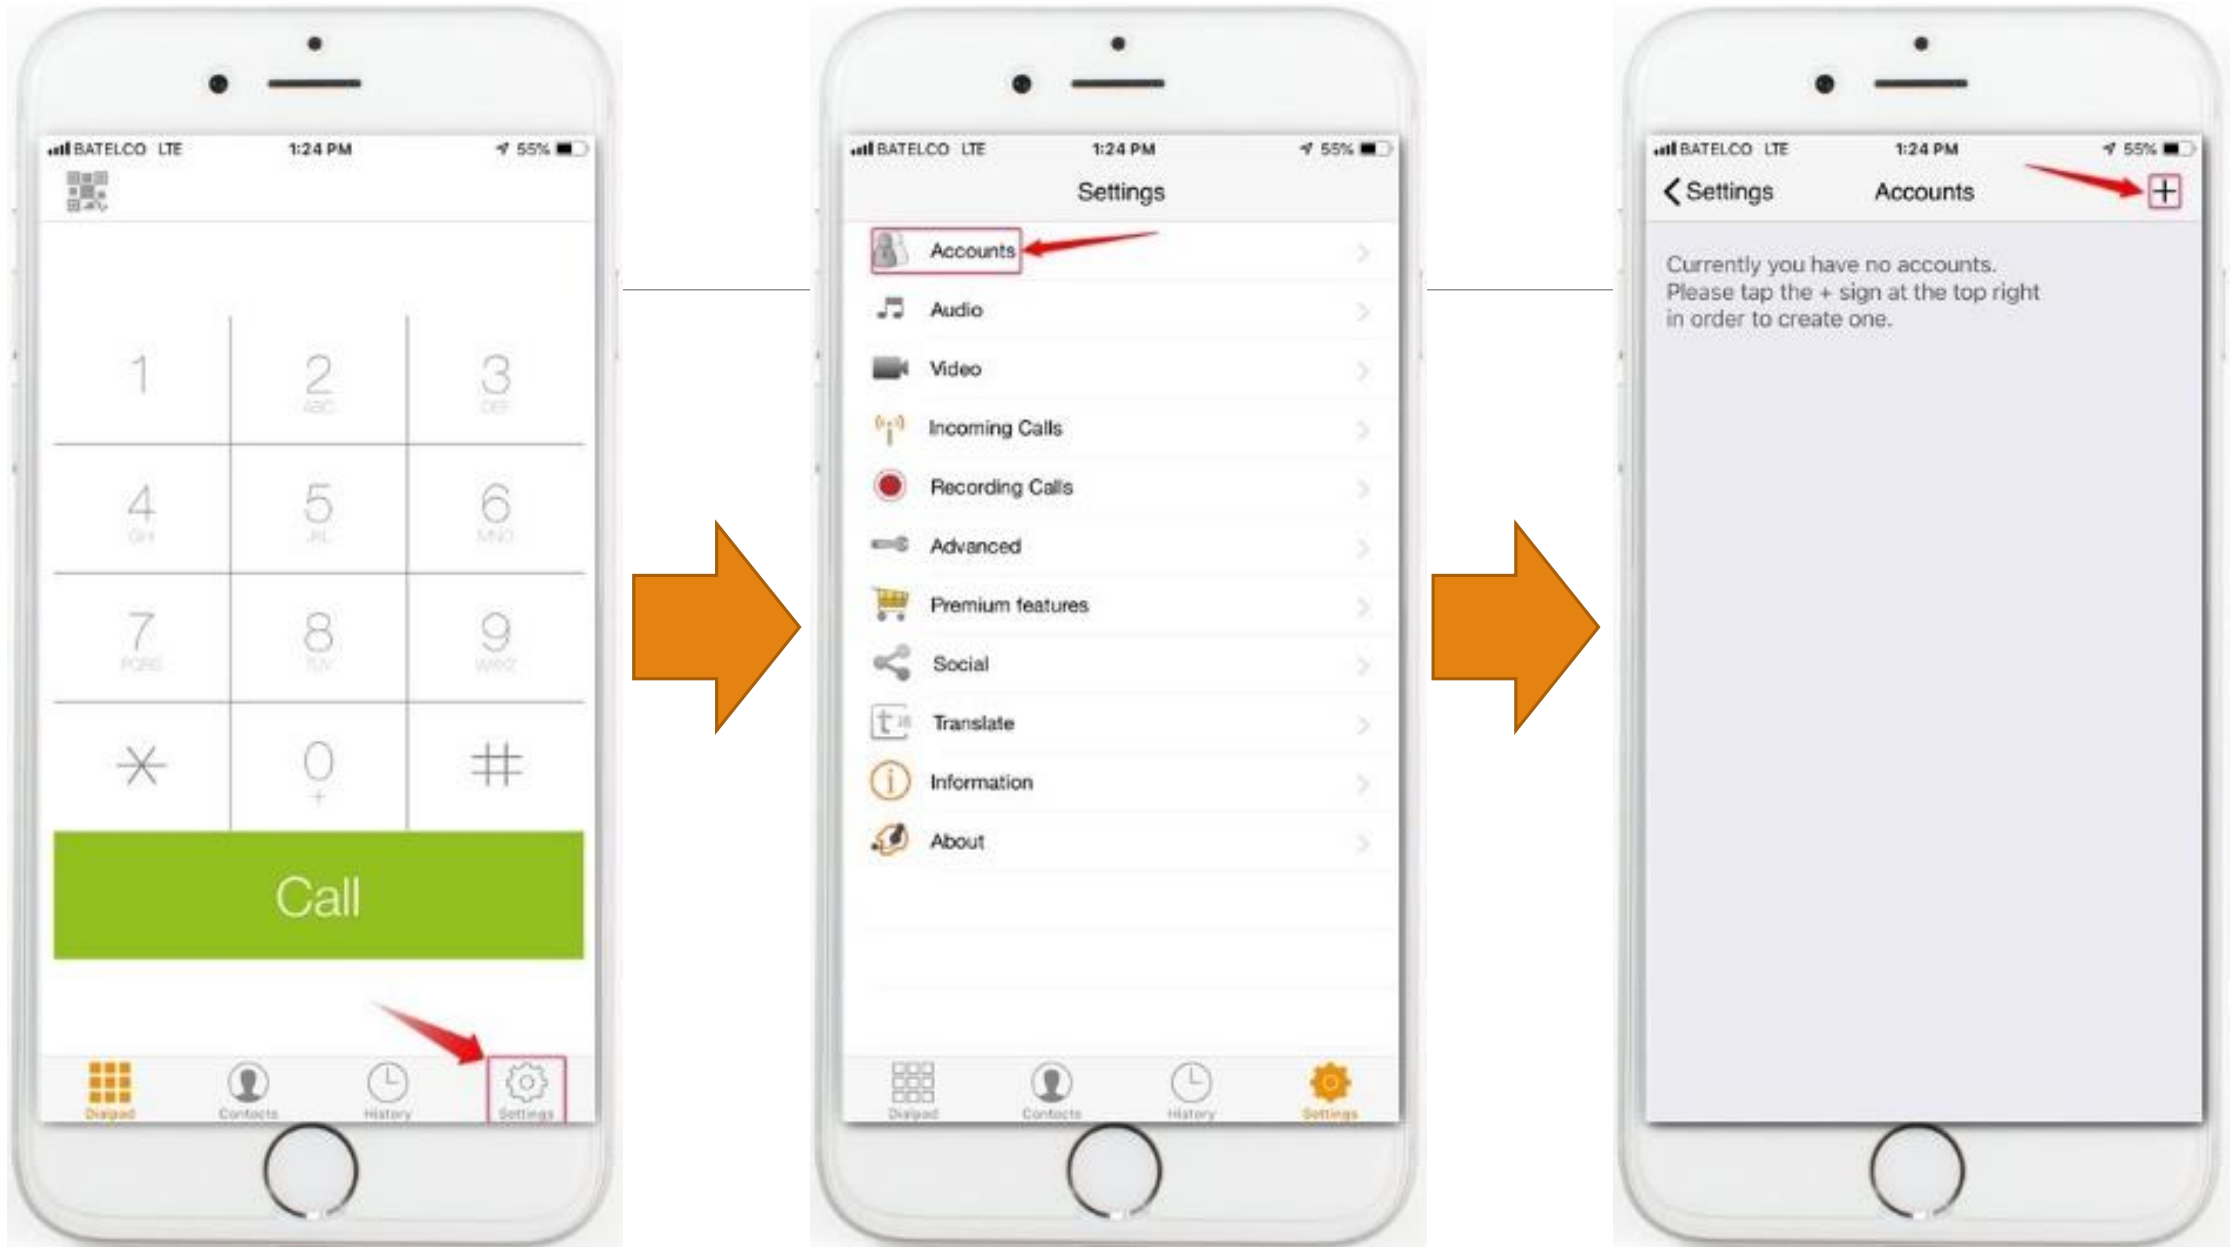 BATELCO LTE 1:24 PM 55%
1 2 3
ABC DEF
4 5 6
GHI JKL MNO
7 8 9
PQRS TUV WXYZ
* 0 #
+
Call
Dialpad Contacts History Settings
BATELCO LTE 1:24 PM 55%
Settings
Accounts
Audio
Video
Incoming Calls
Recording Calls
Advanced
Premium features
Social
Translate
Information
About
Dialpad Contacts History Settings
BATELCO LTE 1:24 PM 55%
Settings Accounts +
Currently you have no accounts.
Please tap the + sign at the top right
in order to create one.